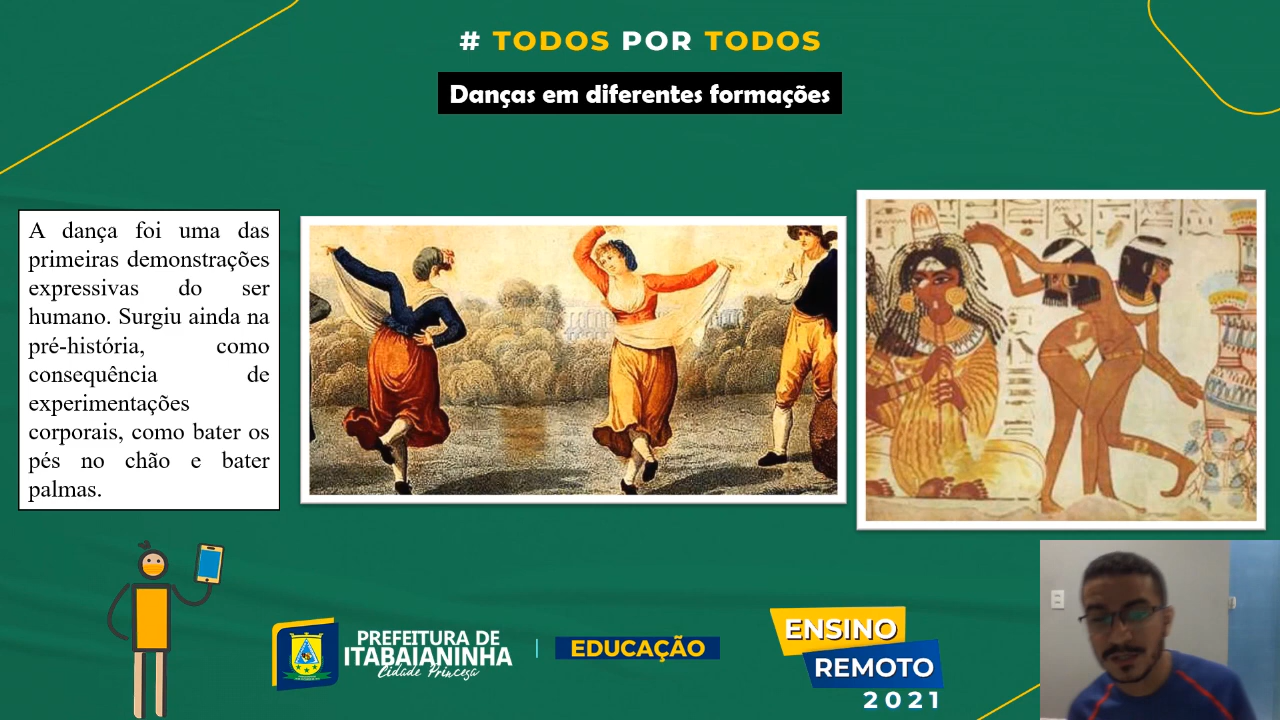 # TODOS POR TODOS
Danças em diferentes formações
A dança foi uma das
primeiras demonstrações
expressivas do ser
humano. Surgiu ainda na
pré-história, como
consequência de
experimentações
corporais, como bater os
pés no chão e bater
palmas.
PREFEITURA DE
ITABAIANINHA
Cidade Princesa
EDUCAÇÃO
ENSINO
REMOTO
2021